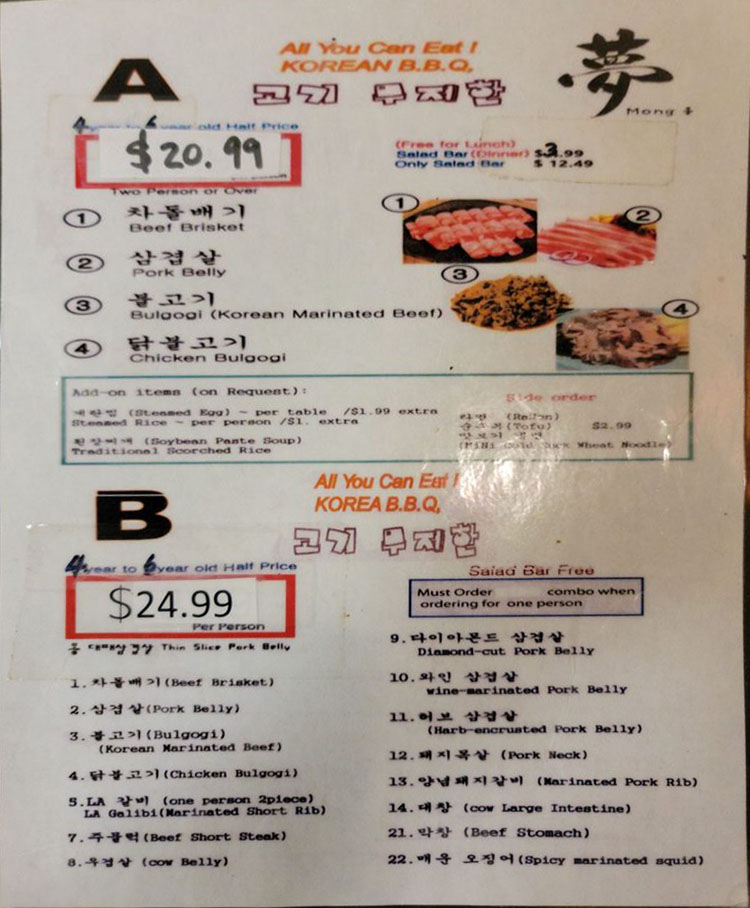 A
All You Can Eat !
KOREAN B.B.Q,
고기 무지한
夢
Mong
4 year to 6 year old Half Price
$20.99
Two Person or Over
(Free for Lunch)
Salad Bar (Dinner) $3.99
Only Salad Bar $ 12.49
① 차돌배기
Beef Brisket
② 삼겹살
Pork Belly
③ 불고기
Bulgogi (Korean Marinated Beef)
④ 닭불고기
Chicken Bulgogi
①
②
③
④
Add-on items (on Request):
계란찜 (Steamed Egg) ~ per table /$1.99 extra
Steamed Rice ~ per person /$1. extra
된장찌개 (Soybean Paste Soup)
Traditional Scorched Rice
Side order
라면
(Tofu) $2.99
Wheat Noodle)
B
All You Can Eat !
KOREA B.B.Q,
고기 무지한
4 year to 6 year old Half Price
$24.99
Per Person
대패삼겹살 Thin Slice Pork Belly
Salad Bar Free
Must Order combo when
ordering for one person
1.차돌배기(Beef Brisket)
2.삼겹살(Pork Belly)
3.불고기(Bulgogi)
(Korean Marinated Beef)
4.닭불고기(Chicken Bulgogi)
5.LA 갈비 (one person 2piece)
LA Galibi(Marinated Short Rib)
7.주물럭(Beef Short Steak)
8.우겹살 (cow Belly)
9.다이아몬드 삼겹살
Diamond-cut Pork Belly
10.와인 삼겹살
wine-marinated Pork Belly
11.허브 삼겹살
(Harb-encrusted Pork Belly)
12.돼지목살 (Pork Neck)
13.양념돼지갈비 (Marinated Pork Rib)
14.대창 (cow Large Intestine)
21.막창 (Beef Stomach)
22.매운 오징어(Spicy marinated squid)